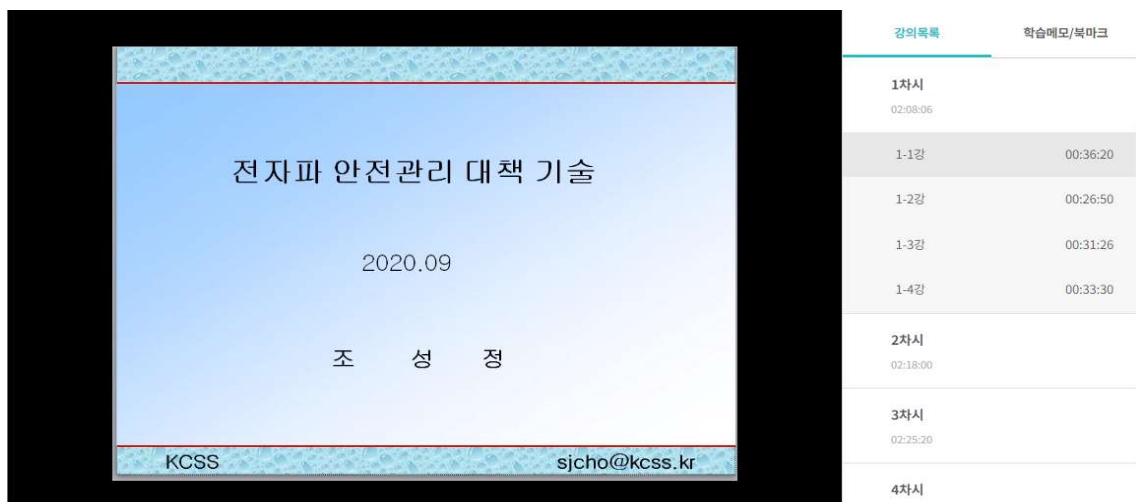 전자파 안전관리 대책 기술
2020.09
조 성 정
KCSS
sjcho@kcss.kr
강의목록
학습메모/북마크
1차시
02:08:06
1-1강 00:36:20
1-2강 00:26:50
1-3강 00:31:26
1-4강 00:33:30
2차시
02:18:00
3차시
02:25:20
4차시